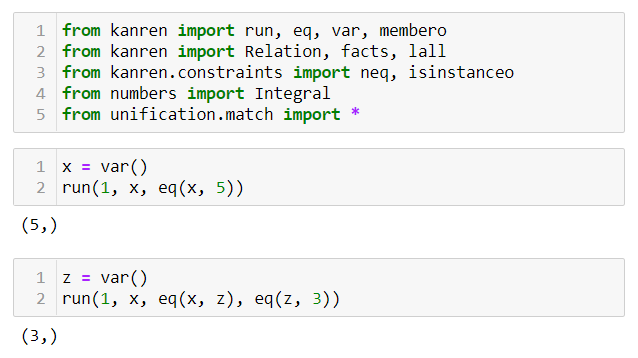 1 from kanren import run, eq, var, membero
2 from kanren import Relation, facts, lall
3 from kanren.constraints import neq, isinstanceo
4 from numbers import Integral
5 from unification.match import *
1 x = var()
2 run(1, x, eq(x, 5))
(5,)
1 z = var()
2 run(1, x, eq(x, z), eq(z, 3))
(3,)